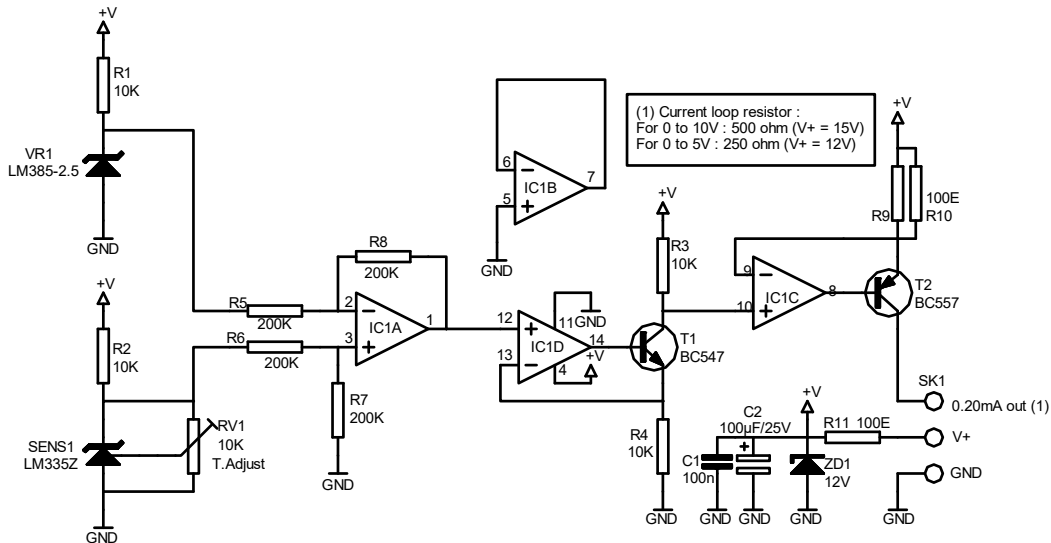 +V
R1
10K
VR1
LM385-2.5
GND
+V
R2
10K
SENS1
LM335Z
RV1
10K
T.Adjust
GND
R5
200K
R6
200K
R8
200K
2
3
IC1A
1
R7
200K
GND
6
5
IC1B
7
GND
(1) Current loop resistor :
For 0 to 10V : 500 ohm (V+ = 15V)
For 0 to 5V : 250 ohm (V+ = 12V)
12
13
IC1D
11
GND
14
+V
4
+V
R3
10K
T1
BC547
R4
10K
GND
9
10
IC1C
8
+V
100E
R9
R10
T2
BC557
SK1
0.20mA out (1)
V+
GND
GND
+V
R11 100E
C2
100µF/25V
C1
100n
ZD1
12V
GND
GND
GND